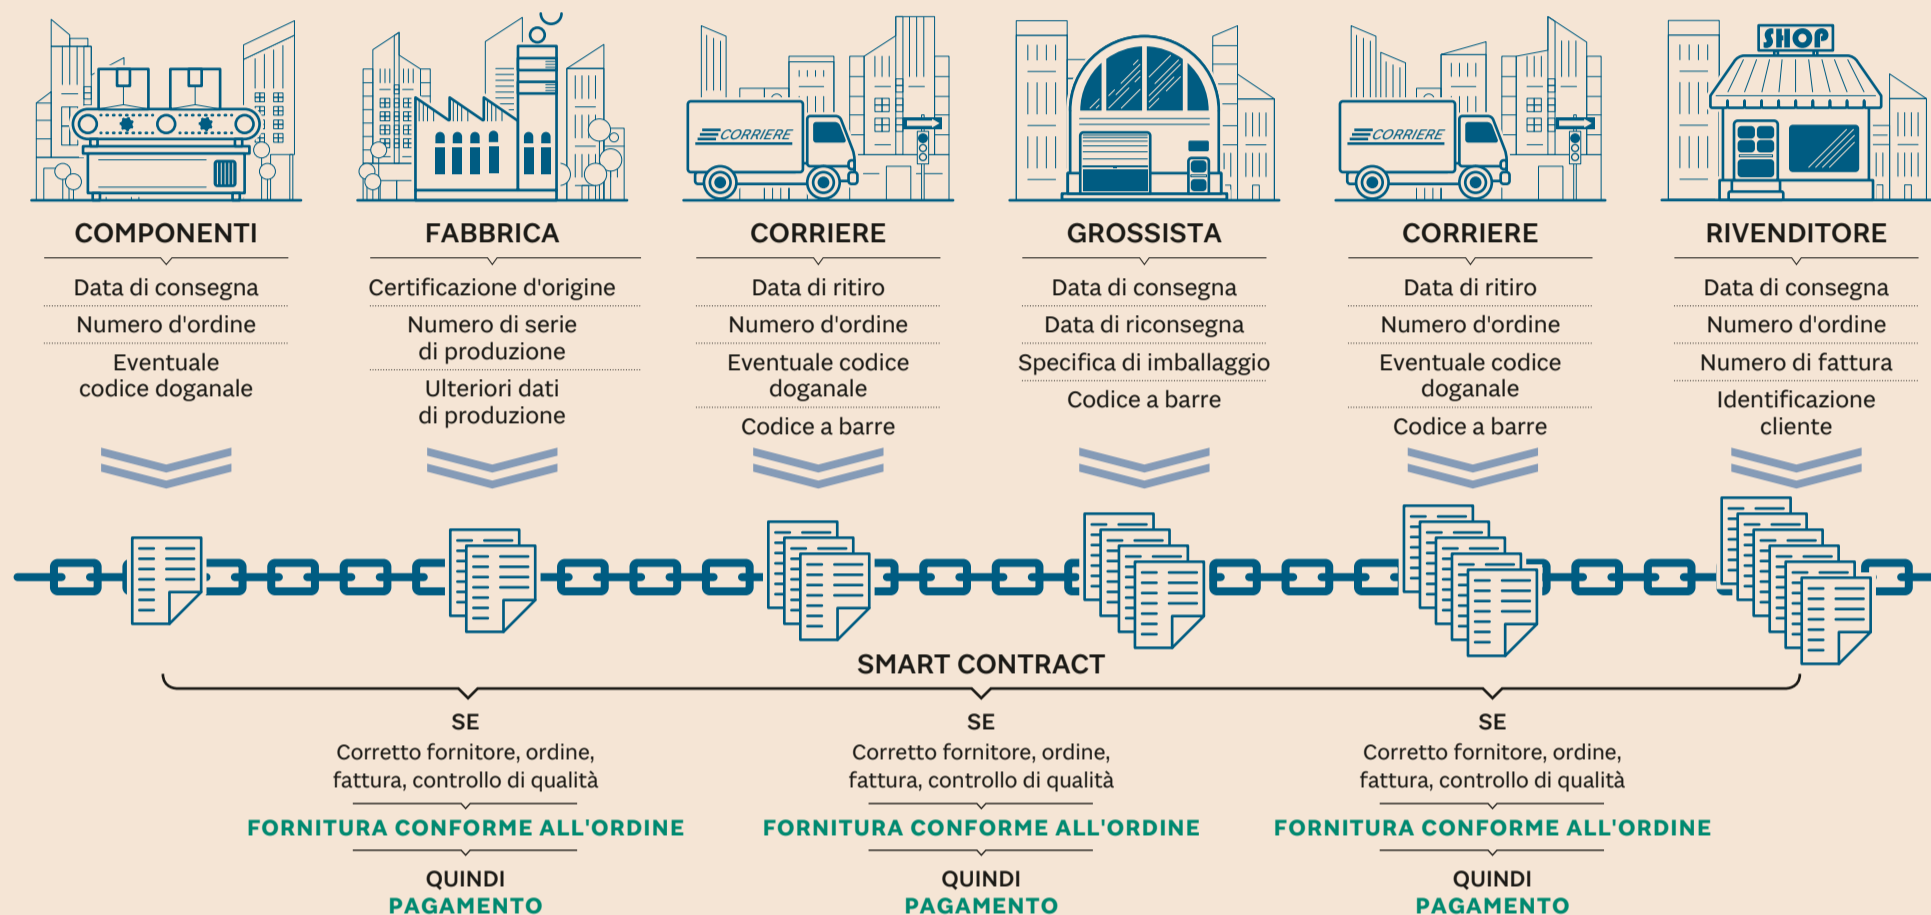 SHOP
CORRIERE
CORRIERE
COMPONENTI
Data di consegna
Numero d'ordine
Eventuale
codice doganale
FABBRICA
Certificazione d'origine
Numero di serie
di produzione
Ulteriori dati
di produzione
CORRIERE
Data di ritiro
Numero d'ordine
Eventuale codice
doganale
Codice a barre
GROSSISTA
Data di consegna
Data di riconsegna
Specifica di imballaggio
Codice a barre
CORRIERE
Data di ritiro
Numero d'ordine
Eventuale codice
doganale
Codice a barre
RIVENDITORE
Data di consegna
Numero d'ordine
Numero di fattura
Identificazione
cliente
SMART CONTRACT
SE
Corretto fornitore, ordine,
fattura, controllo di qualità
FORNITURA CONFORME ALL'ORDINE
QUINDI
PAGAMENTO
SE
Corretto fornitore, ordine,
fattura, controllo di qualità
FORNITURA CONFORME ALL'ORDINE
QUINDI
PAGAMENTO
SE
Corretto fornitore, ordine,
fattura, controllo di qualità
FORNITURA CONFORME ALL'ORDINE
QUINDI
PAGAMENTO